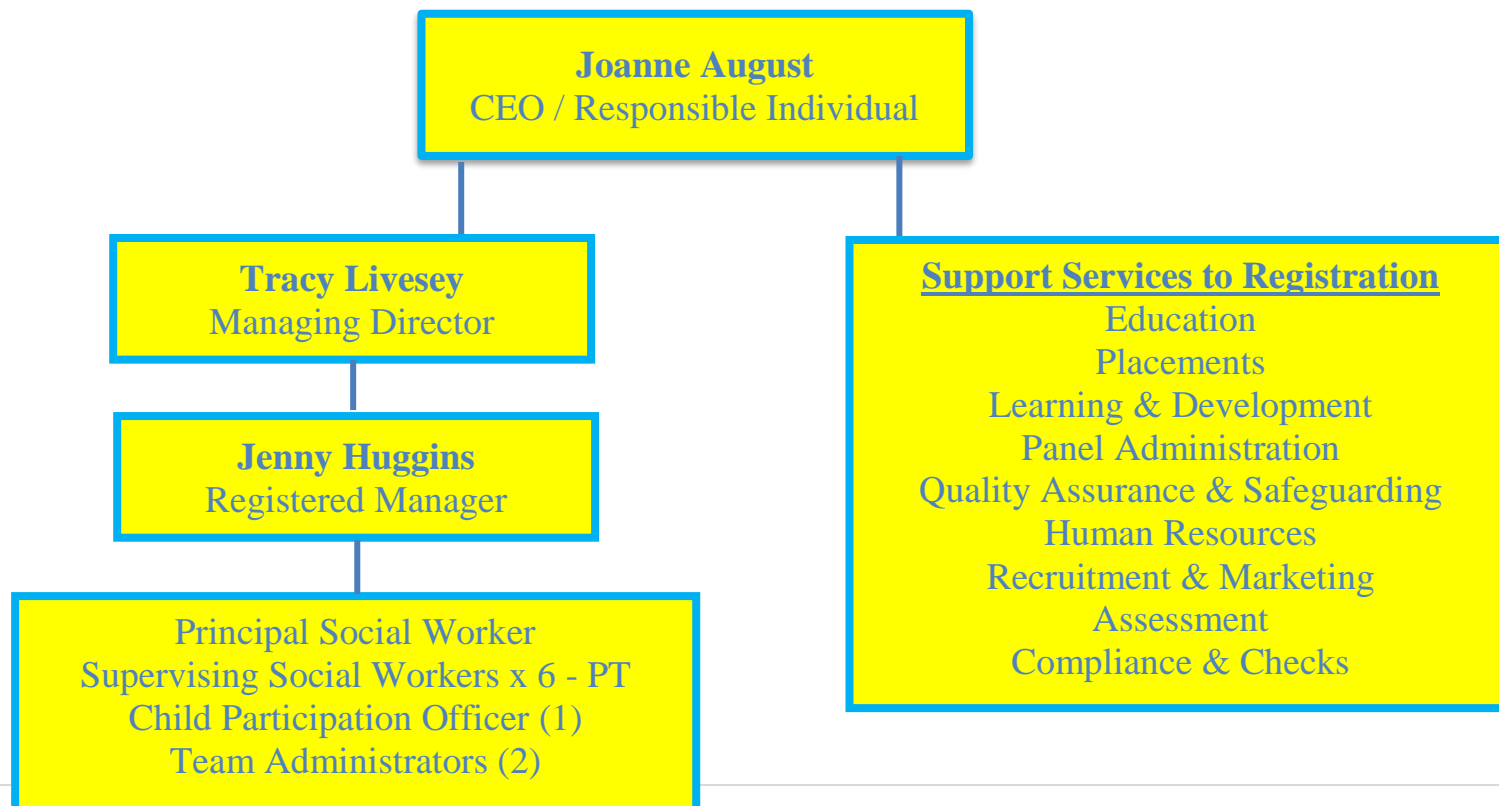 Joanne August
CEO / Responsible Individual
Tracy Livesey
Managing Director
Jenny Huggins
Registered Manager
Principal Social Worker
Supervising Social Workers x 6 - PT
Child Participation Officer (1)
Team Administrators (2)
Support Services to Registration
Education
Placements
Learning & Development
Panel Administration
Quality Assurance & Safeguarding
Human Resources
Recruitment & Marketing
Assessment
Compliance & Checks